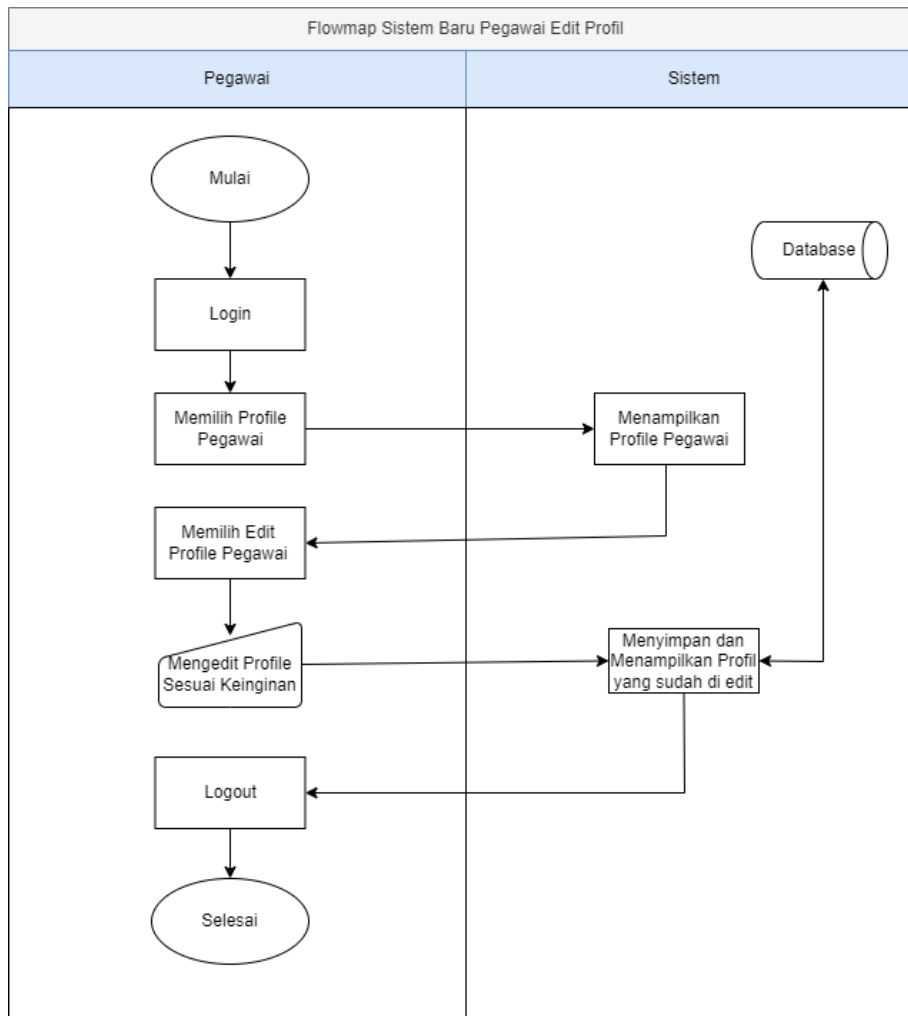 Flowmap Sistem Baru Pegawai Edit Profil
Pegawai
Sistem
Mulai
Database
Login
Memilih Profile
Pegawai
Menampilkan
Profile Pegawai
Memilih Edit
Profile Pegawai
Mengedit Profile
Sesuai Keinginan
Menyimpan dan
Menampilkan Profil
yang sudah di edit
Logout
Selesai